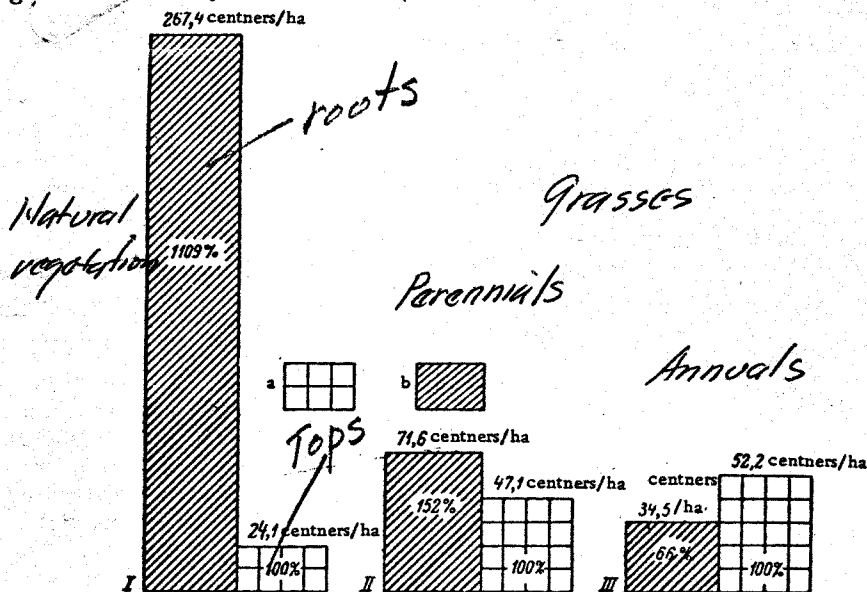 267,4 centners/ha
roots
Natural
vegetation
1109%
Grasses
Perennials
Annuals
a
b
Tops
71,6 centners/ha
52,2 centners/ha
centners
47,1 centners/ha
34,5/ha
152%
24,1 centners/ha
66%
100%
100%
100%
I
II
III